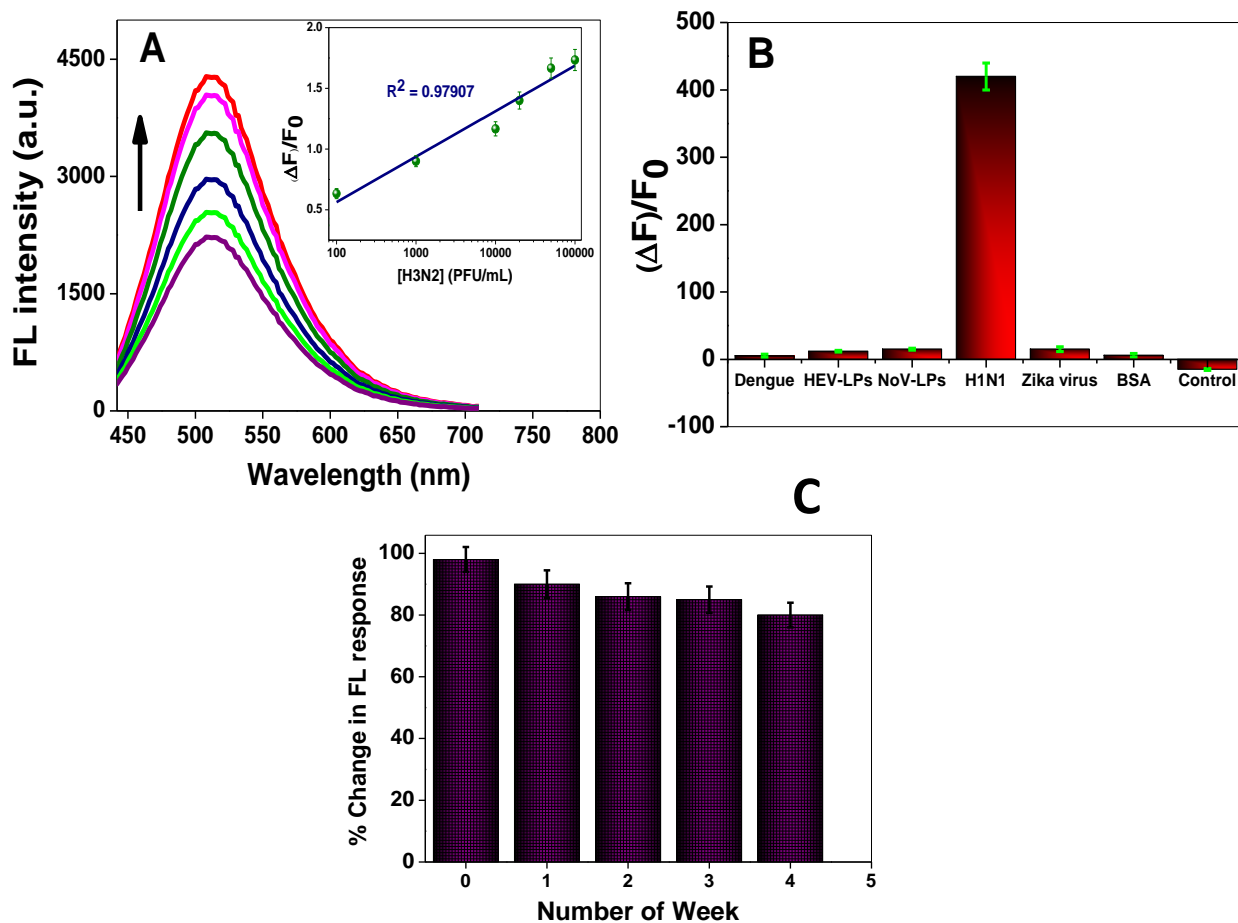 A
FL intensity (a.u.)
4500
3000
1500
0
450 500 550 600 650 700 750 800
Wavelength (nm)
(ΔF)/F0
2.0
1.5
1.0
0.5
R2 = 0.97907
100 1000 10000 100000
[H3N2] (PFU/mL)
B
(ΔF)/F0
500
400
300
200
100
0
-100
Dengue HEV-LPs NoV-LPs H1N1 Zika virus BSA Control
C
% Change in FL response
100
80
60
40
20
0
0 1 2 3 4 5
Number of Week